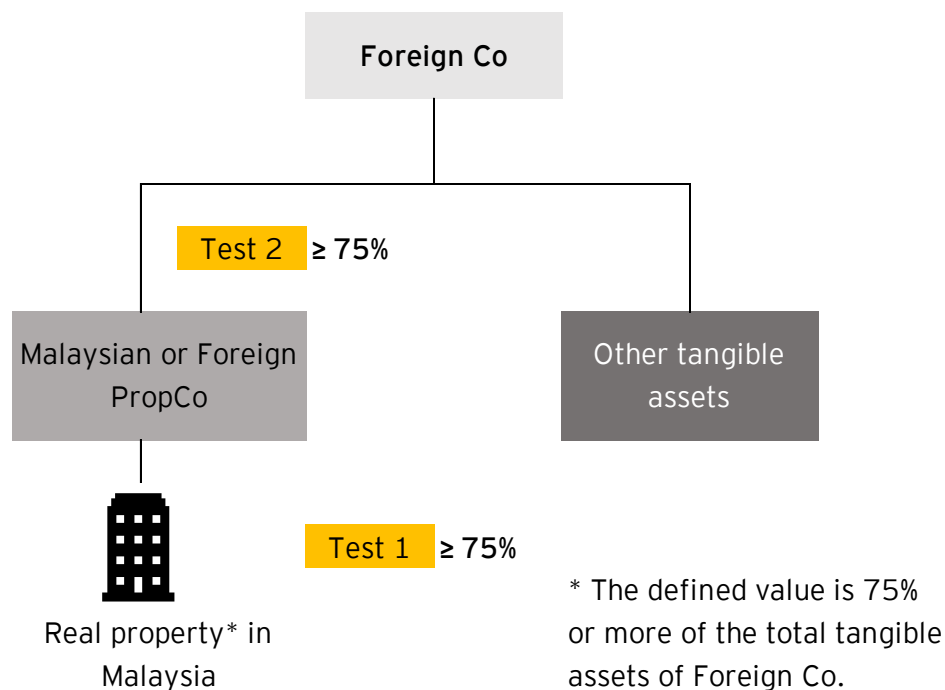 Foreign Co
Test 2 ≥ 75%
Malaysian or Foreign
PropCo
Other tangible
assets
Test 1 ≥ 75%
Real property* in
Malaysia
* The defined value is 75%
or more of the total tangible
assets of Foreign Co.